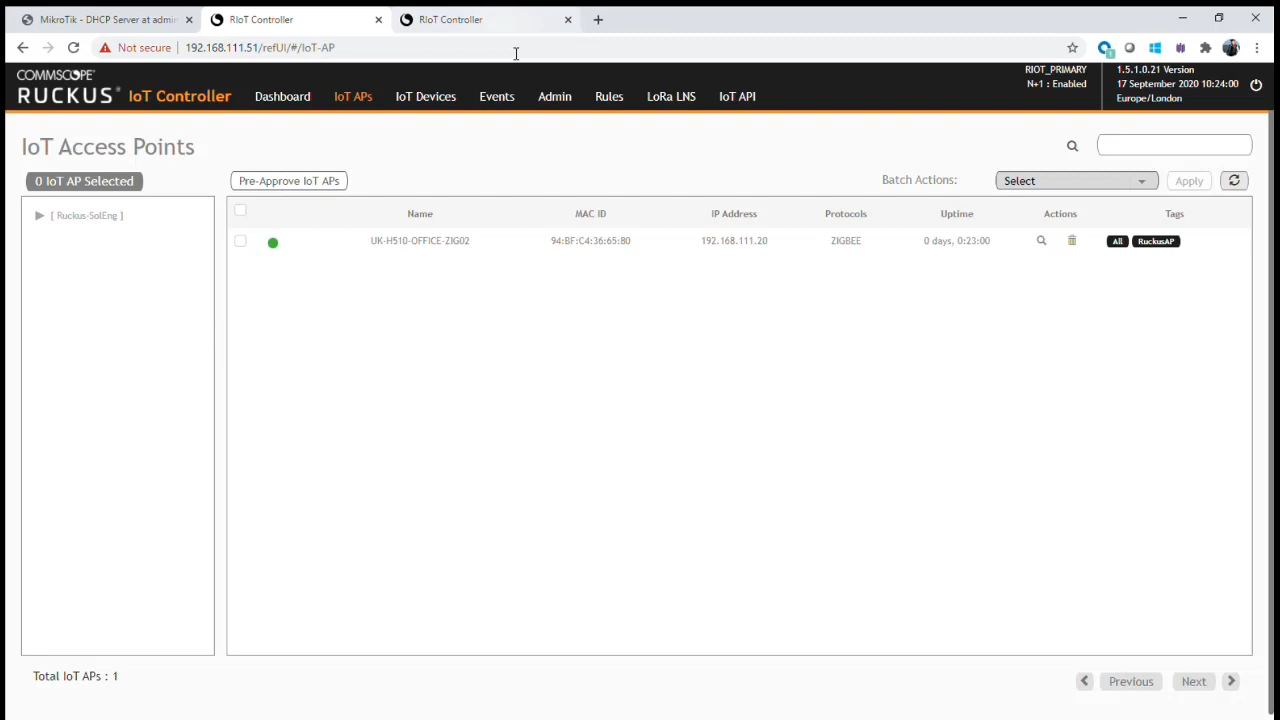 MikroTik - DHCP Server at admin
RIoT Controller
RIoT Controller
Not secure
192.168.111.51/refUI/#/IoT-AP
COMMSCOPE
RUCKUS IoT Controller
Dashboard
IoT APs
IoT Devices
Events
Admin
Rules
LoRa LNS
IoT API
RIOT_PRIMARY
N+1 : Enabled
1.5.1.0.21 Version
17 September 2020 10:24:00
Europe/London
IoT Access Points
0 IoT AP Selected
Pre-Approve IoT APs
Batch Actions:
Select
Apply
[ Ruckus-SolEng ]
Name MAC ID IP Address Protocols Uptime Actions Tags
UK-H510-OFFICE-ZIG02 94:BF:C4:36:65:80 192.168.111.20 ZIGBEE 0 days, 0:23:00 All RuckusAP
Total IoT APs : 1
Previous
Next